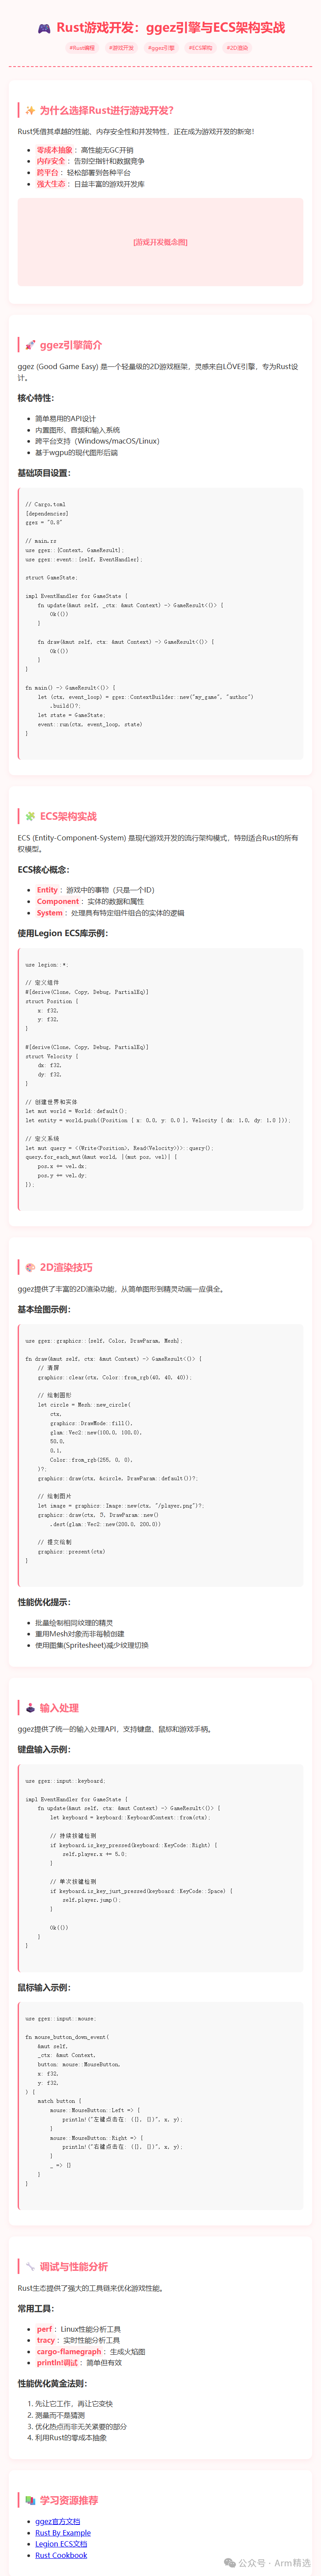 🎮 Rust游戏开发：ggez引擎与ECS架构实战
#Rust编程 #游戏开发 #ggez引擎 #ECS架构 #2D渲染
✨ 为什么选择Rust进行游戏开发?
Rust凭借其卓越的性能、内存安全性和并发特性，正在成为游戏开发的新宠!
零成本抽象：高性能无GC开销
内存安全：告别空指针和数据竞争
跨平台：轻松部署到各种平台
强大生态：日益丰富的游戏开发库
[游戏开发概念图]
🚀 ggez引擎简介
ggez (Good Game Easy) 是一个轻量级的2D游戏框架，灵感来自LÖVE引擎，专为Rust设
计。
核心特性：
简单易用的API设计
内置图形、音频和输入系统
跨平台支持（Windows/macOS/Linux）
基于wgpu的现代图形后端
基础项目设置：
// Cargo.toml
[dependencies]
ggez = "0.8"
// main.rs
use ggez::{Context, GameResult};
use ggez::event::{self, EventHandler};
struct GameState;
impl EventHandler for GameState {
fn update(&mut self, _ctx: &mut Context) -> GameResult<()> {
Ok(())
}
fn draw(&mut self, ctx: &mut Context) -> GameResult<()> {
Ok(())
}
}
fn main() -> GameResult<()> {
let (ctx, event_loop) = ggez::ContextBuilder::new("my_game", "author")
.build()?;
let state = GameState;
event::run(ctx, event_loop, state)
}
🧩 ECS架构实战
ECS (Entity-Component-System) 是现代游戏开发的流行架构模式，特别适合Rust的所有
权模型。
ECS核心概念：
Entity：游戏中的事物（只是一个ID）
Component：实体的数据和属性
System：处理具有特定组件组合的实体的逻辑
使用Legion ECS库示例：
use legion::*;
// 定义组件
#[derive(Clone, Copy, Debug, PartialEq)]
struct Position {
x: f32,
y: f32,
}
#[derive(Clone, Copy, Debug, PartialEq)]
struct Velocity {
dx: f32,
dy: f32,
}
// 创建世界和实体
let mut world = World::default();
let entity = world.push((Position { x: 0.0, y: 0.0 }, Velocity { dx: 1.0, dy: 1.0 }));
// 定义系统
let mut query = <(Write<Position>, Read<Velocity>)>::query();
query.for_each_mut(&mut world, |(mut pos, vel)| {
pos.x += vel.dx;
pos.y += vel.dy;
});
🎨 2D渲染技巧
ggez提供了丰富的2D渲染功能，从简单图形到精灵动画一应俱全。
基本绘图示例：
use ggez::graphics::{self, Color, DrawParam, Mesh};
fn draw(&mut self, ctx: &mut Context) -> GameResult<()> {
// 清屏
graphics::clear(ctx, Color::from_rgb(40, 40, 40));
// 绘制图形
let circle = Mesh::new_circle(
ctx,
graphics::DrawMode::fill(),
glam::Vec2::new(100.0, 100.0),
50.0,
0.1,
Color::from_rgb(255, 0, 0),
)?;
graphics::draw(ctx, &circle, DrawParam::default())?;
// 绘制图片
let image = graphics::Image::new(ctx, "/player.png")?;
graphics::draw(ctx, ℑ, DrawParam::new()
.dest(glam::Vec2::new(200.0, 200.0))
// 提交绘制
graphics::present(ctx)
}
性能优化提示：
批量绘制相同纹理的精灵
重用Mesh对象而非每帧创建
使用图集(Spritesheet)减少纹理切换
🕹️ 输入处理
ggez提供了统一的输入处理API，支持键盘、鼠标和游戏手柄。
键盘输入示例：
use ggez::input::keyboard;
impl EventHandler for GameState {
fn update(&mut self, ctx: &mut Context) -> GameResult<()> {
let keyboard = keyboard::KeyboardContext::from(ctx);
// 持续按键检测
if keyboard.is_key_pressed(keyboard::KeyCode::Right) {
self.player.x += 5.0;
}
// 单次按键检测
if keyboard.is_key_just_pressed(keyboard::KeyCode::Space) {
self.player.jump();
}
Ok(())
}
}
鼠标输入示例：
use ggez::input::mouse;
fn mouse_button_down_event(
&mut self,
_ctx: &mut Context,
button: mouse::MouseButton,
x: f32,
y: f32,
) {
match button {
mouse::MouseButton::Left => {
println!("左键点击在: ({}, {})", x, y);
}
mouse::MouseButton::Right => {
println!("右键点击在: ({}, {})", x, y);
}
_ => {}
}
}
🔧 调试与性能分析
Rust生态提供了强大的工具链来优化游戏性能。
常用工具：
perf：Linux性能分析工具
tracy：实时性能分析工具
cargo-flamegraph：生成火焰图
println!调试：简单但有效
性能优化黄金法则：
1. 先让它工作，再让它变快
2. 测量而不是猜测
3. 优化热点而非无关紧要的部分
4. 利用Rust的零成本抽象
📚 学习资源推荐
ggez官方文档
Rust By Example
Legion ECS文档
Rust Cookbook
公众号 · Arm精选